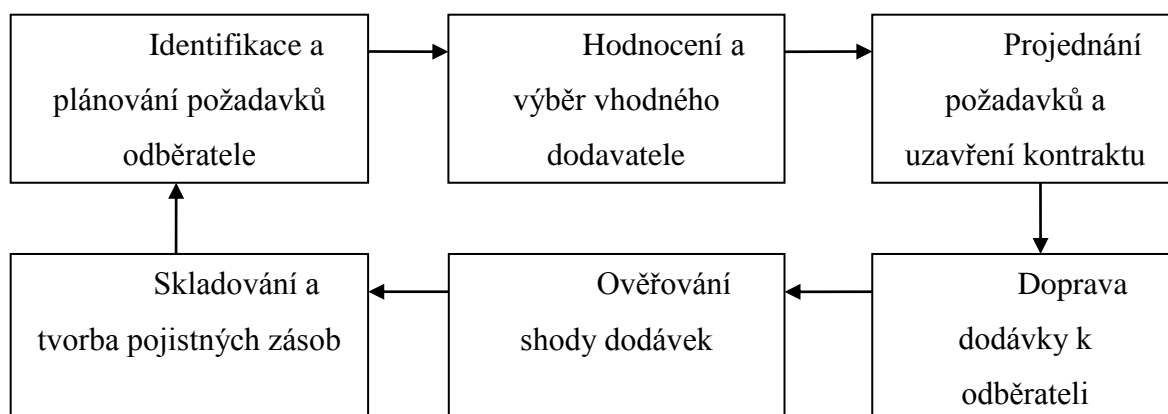 Identifikace a
plánování požadavků
odběratele
Hodnocení a
výběr vhodného
dodavatele
Projednání
požadavků a
uzavření kontraktu
Doprava
dodávky k
odběrateli
Ověřování
shody dodávek
Skladování a
tvorba pojistných zásob